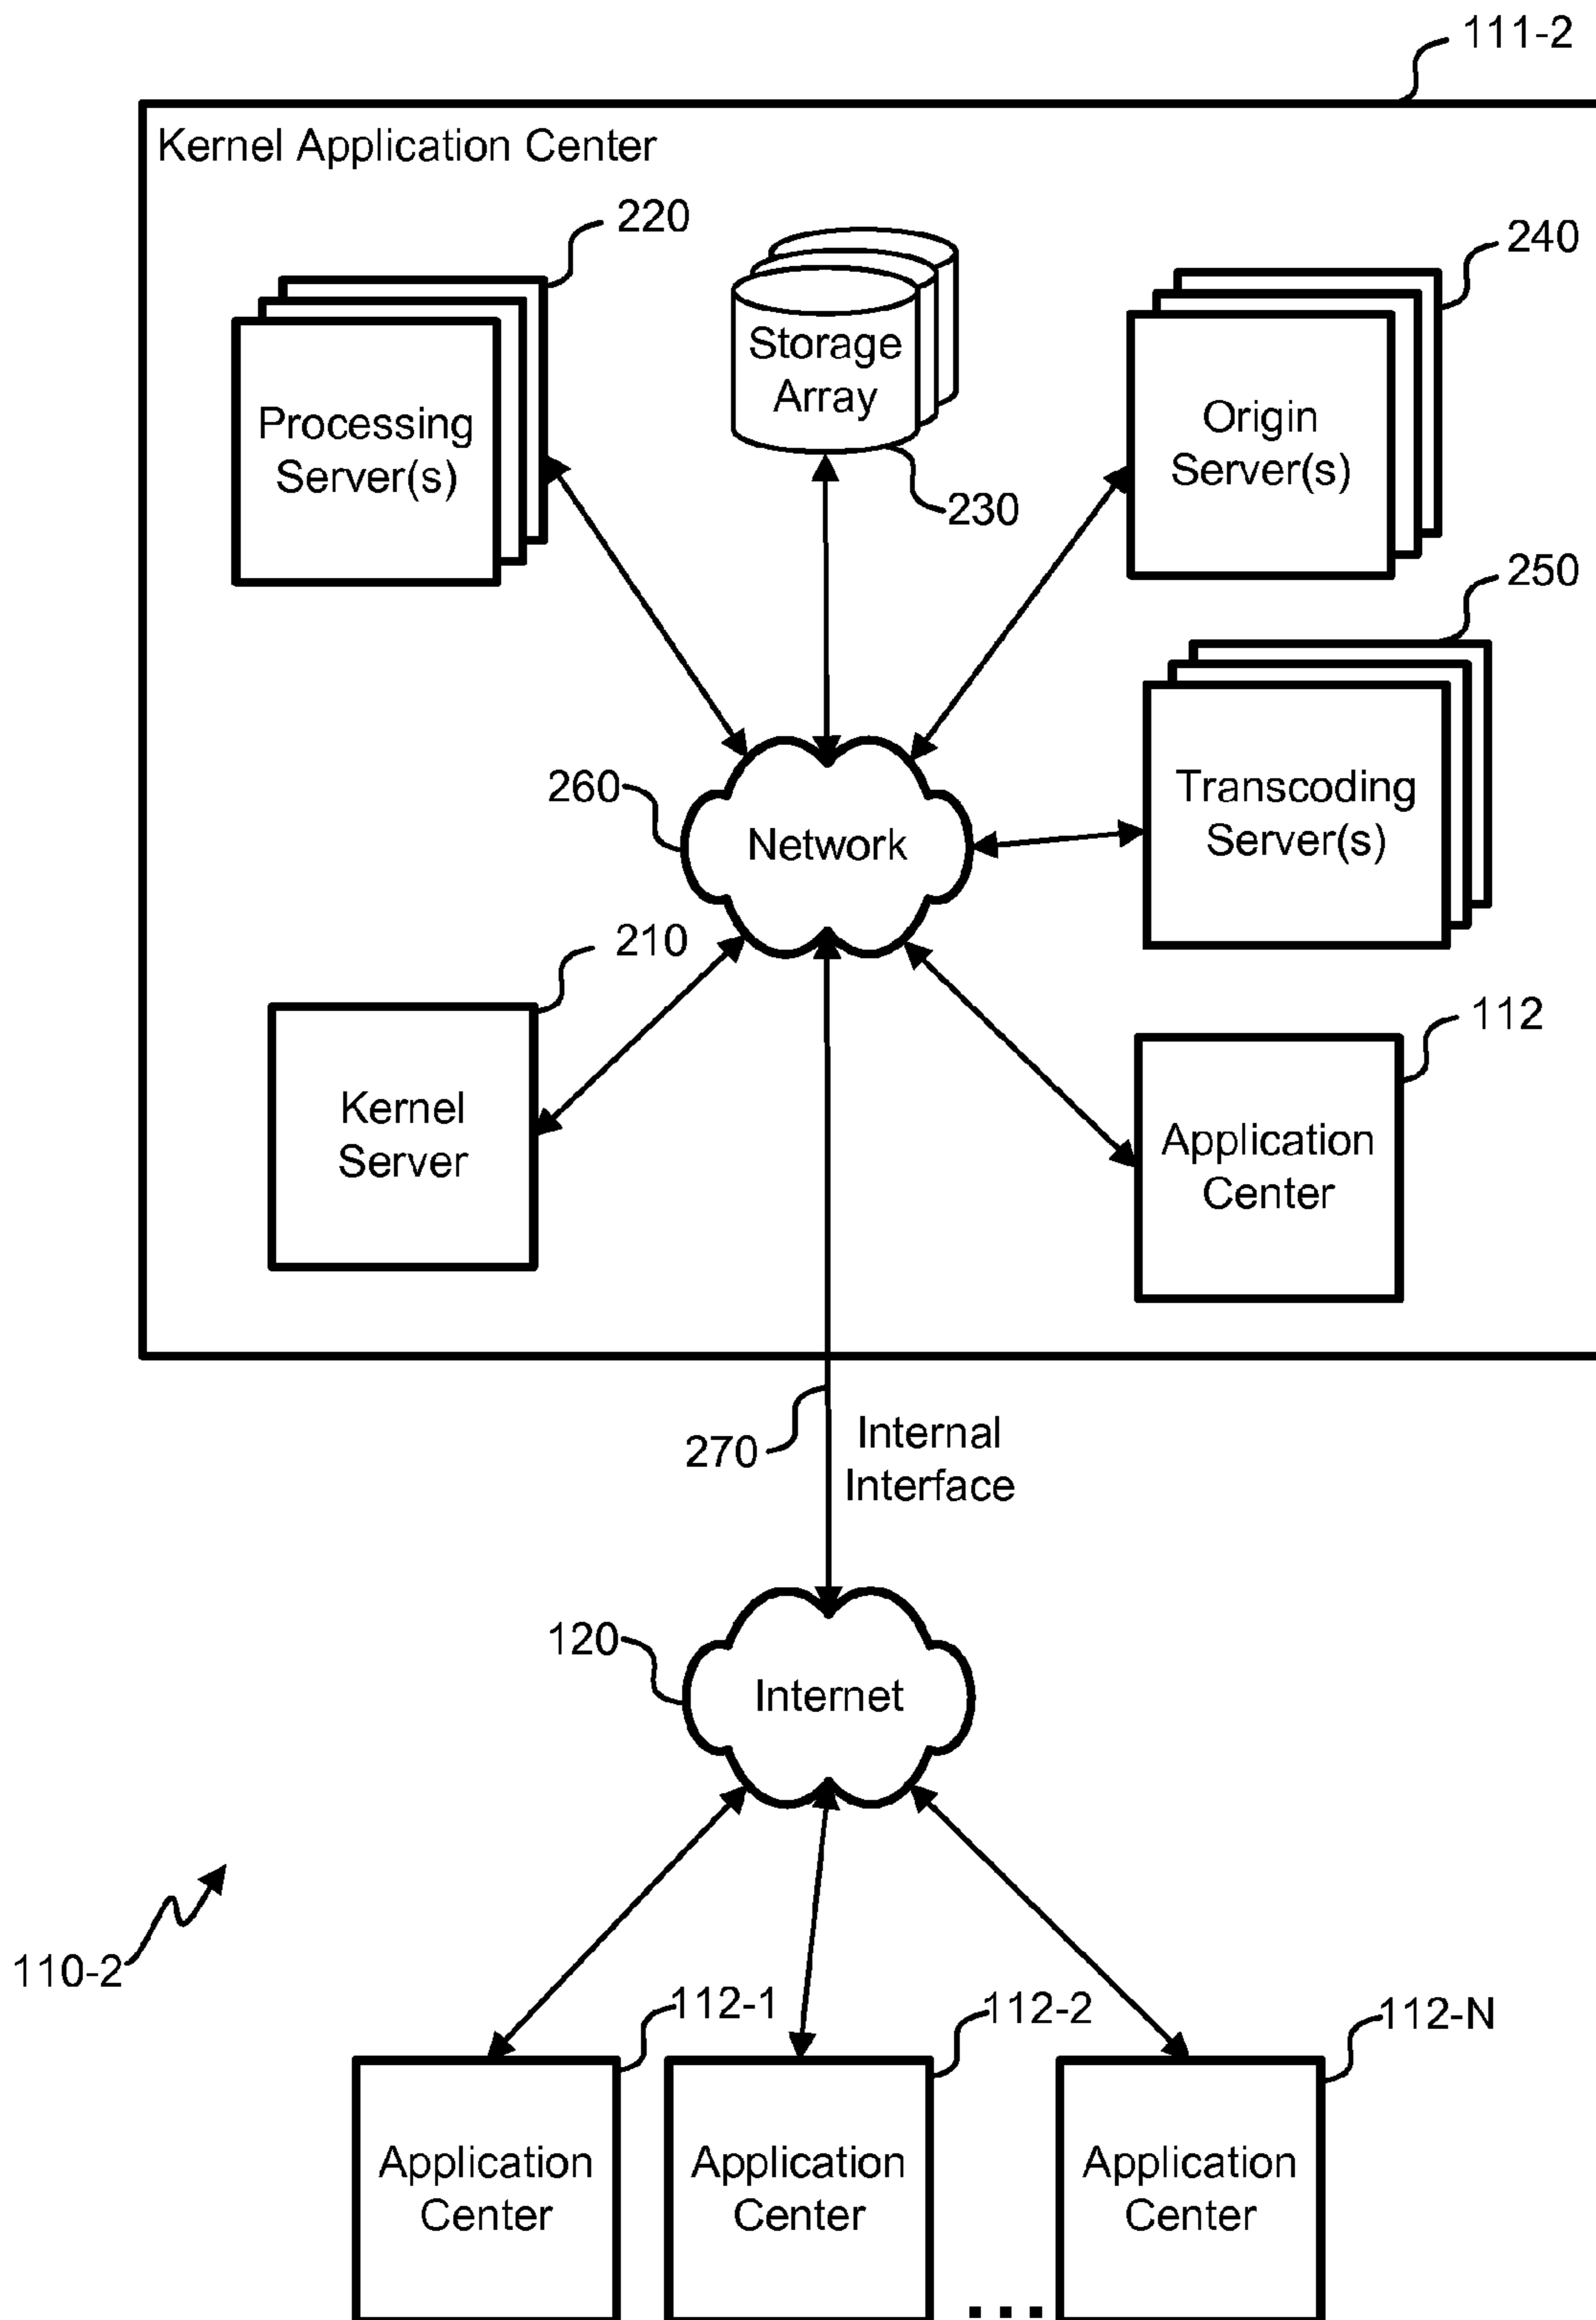 111-2
Kernel Application Center
220
240
Storage
Array
Processing
Server(s)
Origin
Server(s)
230
250
260
Network
Transcoding
Server(s)
210
112
Kernel
Server
Application
Center
270
Internal
Interface
120
Internet
110-2
112-1
112-2
112-N
Application
Center
Application
Center
...
Application
Center